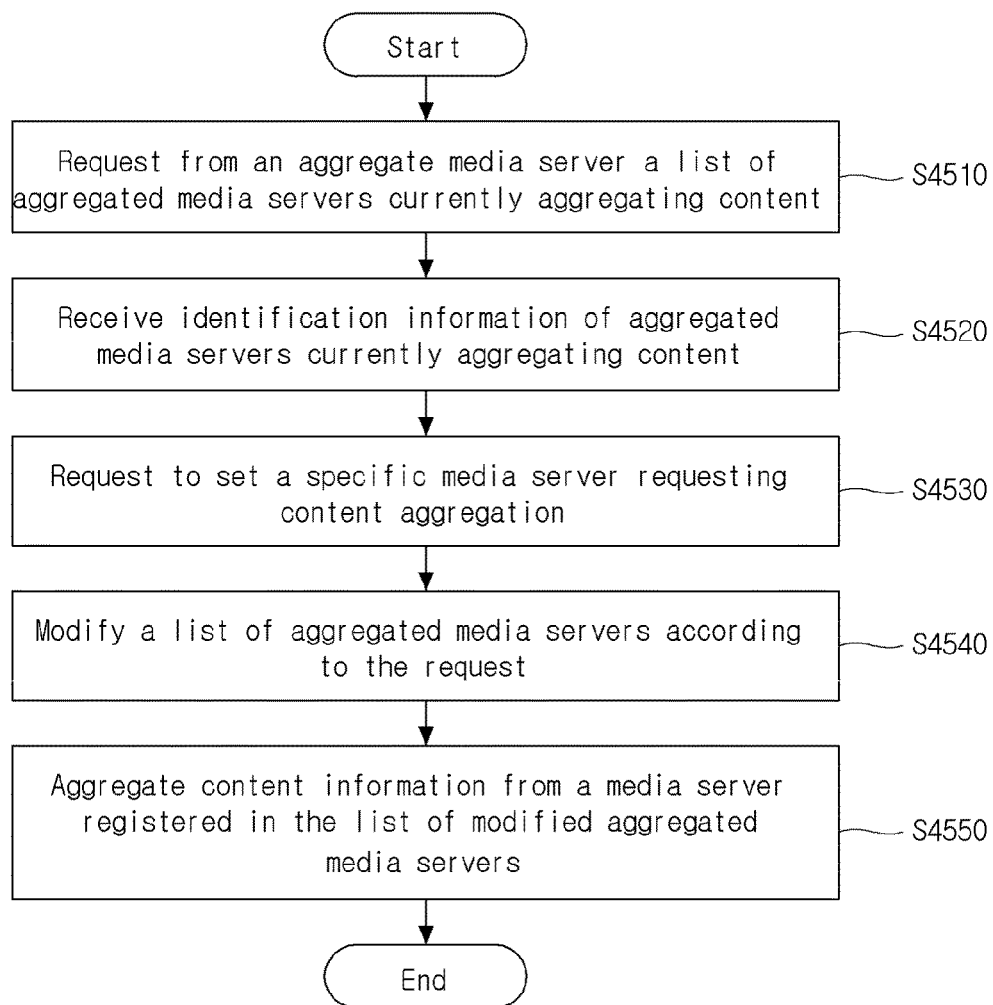 Start
Request from an aggregate media server a list of
aggregated media servers currently aggregating content
S4510
Receive identification information of aggregated
media servers currently aggregating content
S4520
Request to set a specific media server requesting
content aggregation
S4530
Modify a list of aggregated media servers according
to the request
S4540
Aggregate content information from a media server
registered in the list of modified aggregated
media servers
S4550
End